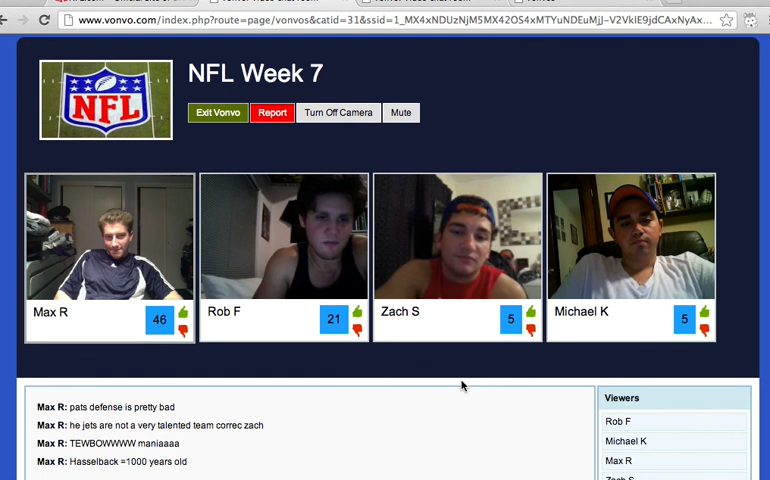 www.vonvo.com/index.php?route=page/vonvos&catid=31&ssid=1_MX4xNDUzNjM5MX42OS4xMTYuNDEuMjJ-V2VkIE9jdCAxNyAx...
NFL
NFL Week 7
Exit Vonvo Report Turn Off Camera Mute
Max R 46
Rob F 21
Zach S 5
Michael K 5
Max R: pats defense is pretty bad
Max R: he jets are not a very talented team correc zach
Max R: TEWBOWWWW maniaaaa
Max R: Hasselback =1000 years old
Viewers
Rob F
Michael K
Max R
Zach S